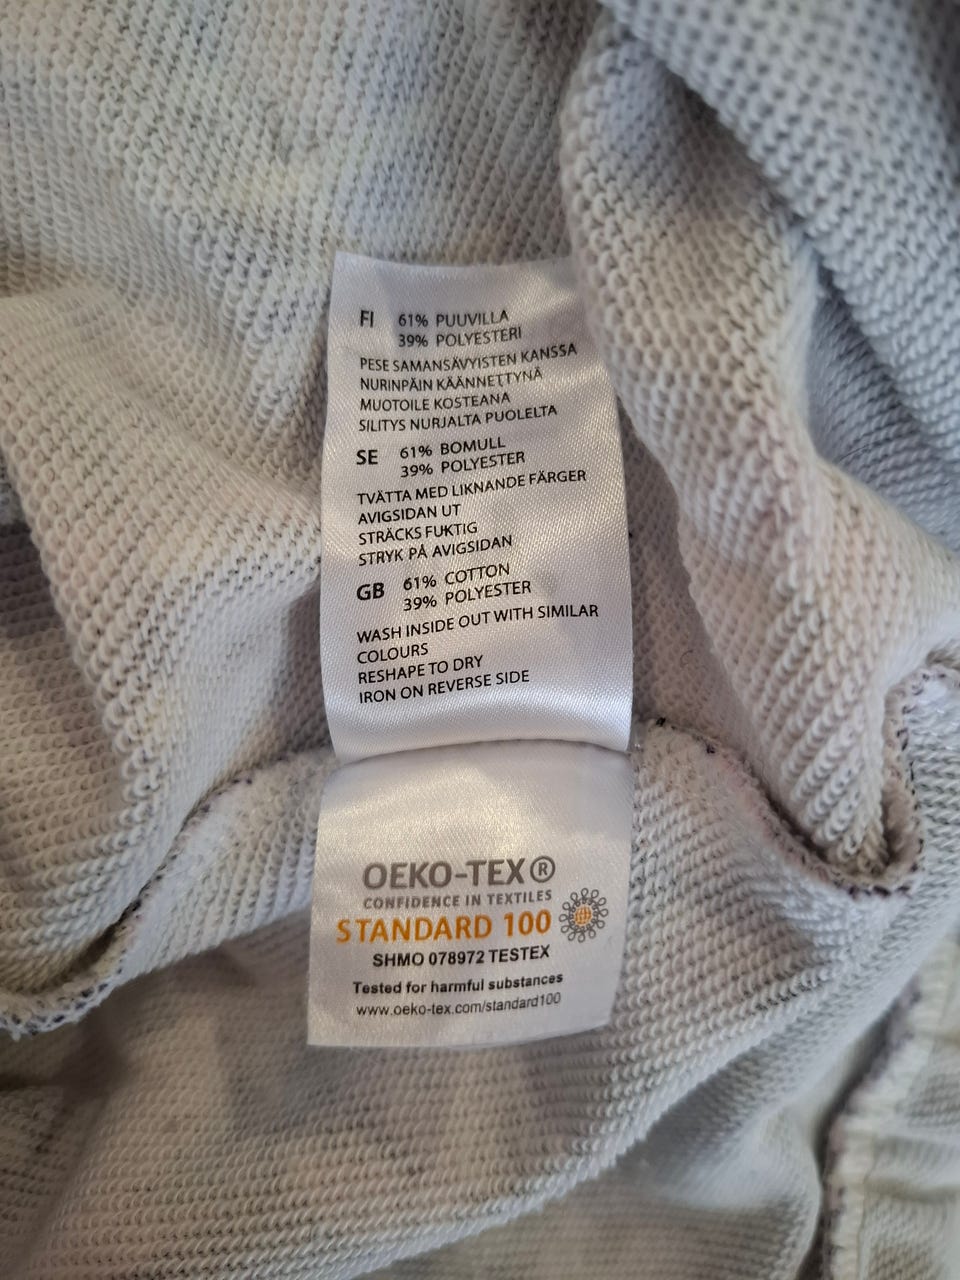 FI 61% PUUVILLA
39% POLYESTERI
PESE SAMANSÄVYISTEN KANSSA
NURINPÄIN KÄÄNNETTYNÄ
MUOTOILE KOSTEANA
SILITYS NURJALTA PUOLELTA
SE 61% BOMULL
39% POLYESTER
TVÄTTA MED LIKNANDE FÄRGER
AVIGSIDAN UT
STRÄCKS FUKTIG
STRYK PÅ AVIGSIDAN
GB 61% COTTON
39% POLYESTER
WASH INSIDE OUT WITH SIMILAR
COLOURS
RESHAPE TO DRY
IRON ON REVERSE SIDE
OEKO-TEX®
CONFIDENCE IN TEXTILES
STANDARD 100
SHMO 078972 TESTEX
Tested for harmful substances
www.oeko-tex.com/standard100